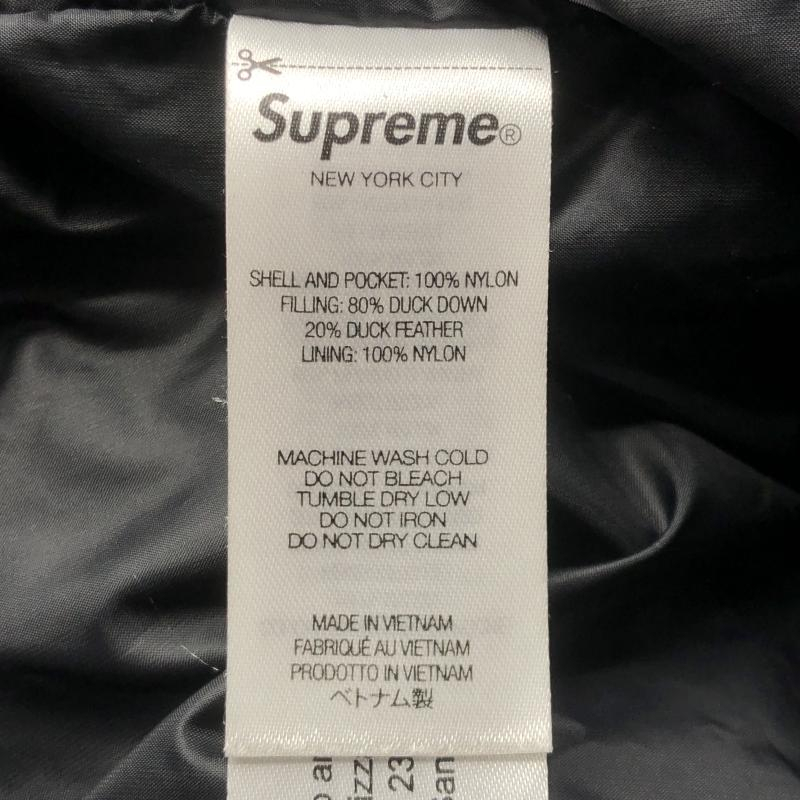 Supreme®
NEW YORK CITY
SHELL AND POCKET: 100% NYLON
FILLING: 80% DUCK DOWN
20% DUCK FEATHER
LINING: 100% NYLON
MACHINE WASH COLD
DO NOT BLEACH
TUMBLE DRY LOW
DO NOT IRON
DO NOT DRY CLEAN
MADE IN VIETNAM
FABRIQUÉ AU VIETNAM
PRODOTTO IN VIETNAM
ベトナム製
23